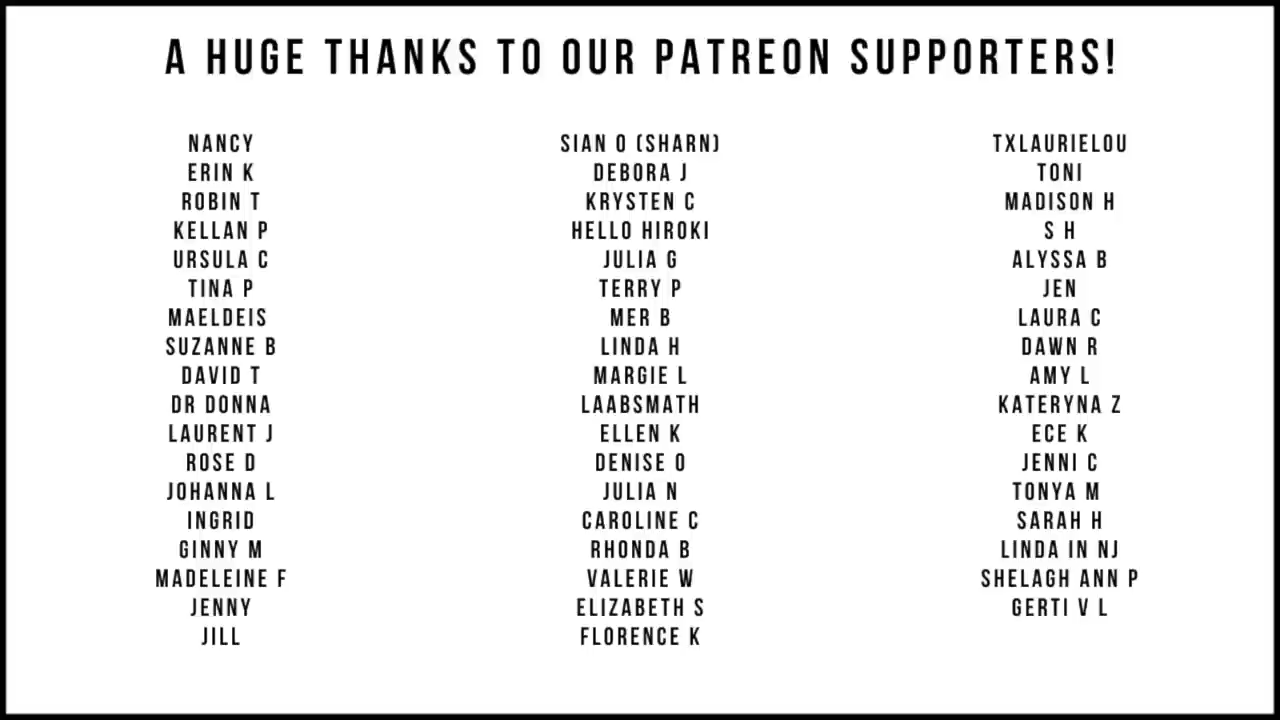 A HUGE THANKS TO OUR PATREON SUPPORTERS!
NANCY
ERIN K
ROBIN T
KELLAN P
URSULA C
TINA P
MAELDEIS
SUZANNE B
DAVID T
DR DONNA
LAURENT J
ROSE D
JOHANNA L
INGRID
GINNY M
MADELEINE F
JENNY
JILL
SIAN O (SHARN)
DEBORA J
KRYSTEN C
HELLO HIROKI
JULIA G
TERRY P
MER B
LINDA H
MARGIE L
LAABSMATH
ELLEN K
DENISE O
JULIA N
CAROLINE C
RHONDA B
VALERIE W
ELIZABETH S
FLORENCE K
TXLAURIELOU
TONI
MADISON H
S H
ALYSSA B
JEN
LAURA C
DAWN R
AMY L
KATERYNA Z
ECE K
JENNI C
TONYA M
SARAH H
LINDA IN NJ
SHELAGH ANN P
GERTI V L